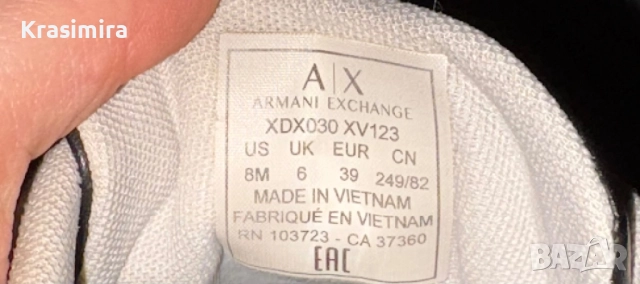 Krasimira
A|X
ARMANI EXCHANGE
XDX030 XV123
US UK EUR CN
8M 6 39 249/82
MADE IN VIETNAM
FABRIQUÉ EN VIETNAM
RN 103723 - CA 37360
EAC
bazar